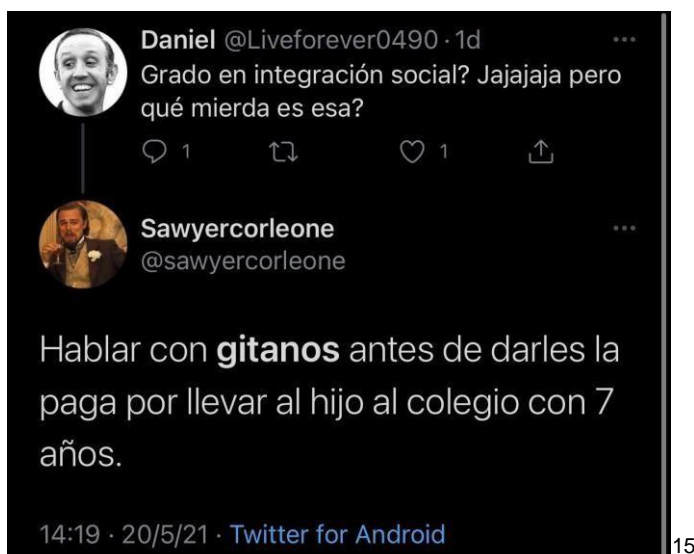 Daniel @Liveforever0490 · 1d
Grado en integración social? Jajajaja pero
qué mierda es esa?
1 1
Sawyercorleone
@sawyercorleone
Hablar con gitanos antes de darles la
paga por llevar al hijo al colegio con 7
años.
14:19 · 20/5/21 · Twitter for Android
15